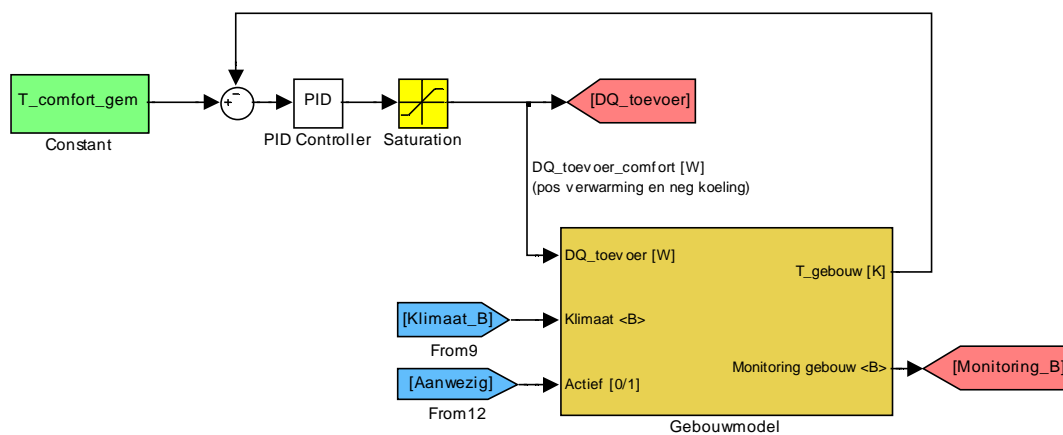 T_comfort_gem
Constant
+
−
PID
PID Controller
Saturation
[DQ_toevoer]
DQ_toevoer_comfort [W]
(pos verwarming en neg koeling)
DQ_toevoer [W]
T_gebouw [K]
[Klimaat_B]
Klimaat <B>
From9
Monitoring gebouw <B>
[Monitoring_B]
[Aanwezig]
Actief [0/1]
From12
Gebouwmodel